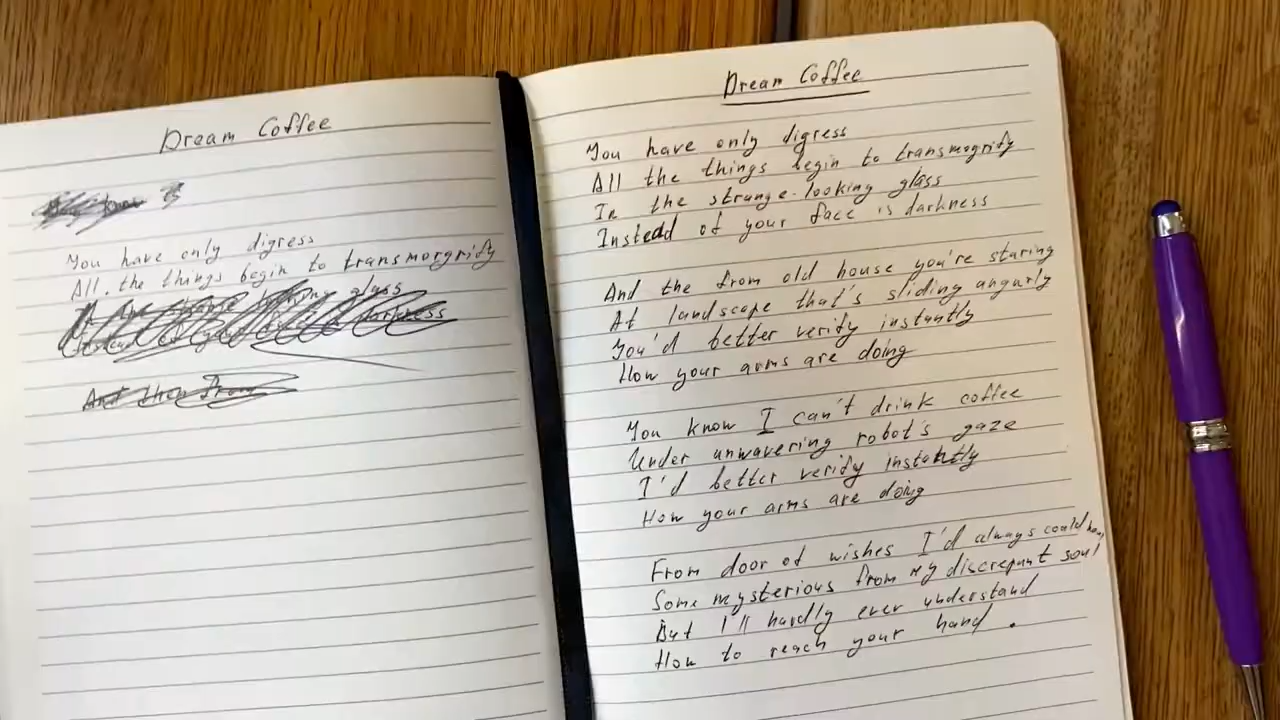 Dream Coffee
You have only digress
All. the things begin to transmorgrify
glass
And then From
Dream Coffee
You have only digress
All the things begin to transmogrify
In the strange-looking glass
Instead of your face is darkness
And the from old house you're staring
At landscape that's sliding angurly
You'd better verify instantly
How your arms are doing
You know I can't drink coffee
Under unwavering robot's gaze
I'd better verify instantly
How your arms are doing
From door of wishes I'd always could
Some mysterious from my discrepant soul
But I'll hardly ever understand
How to reach your hand.